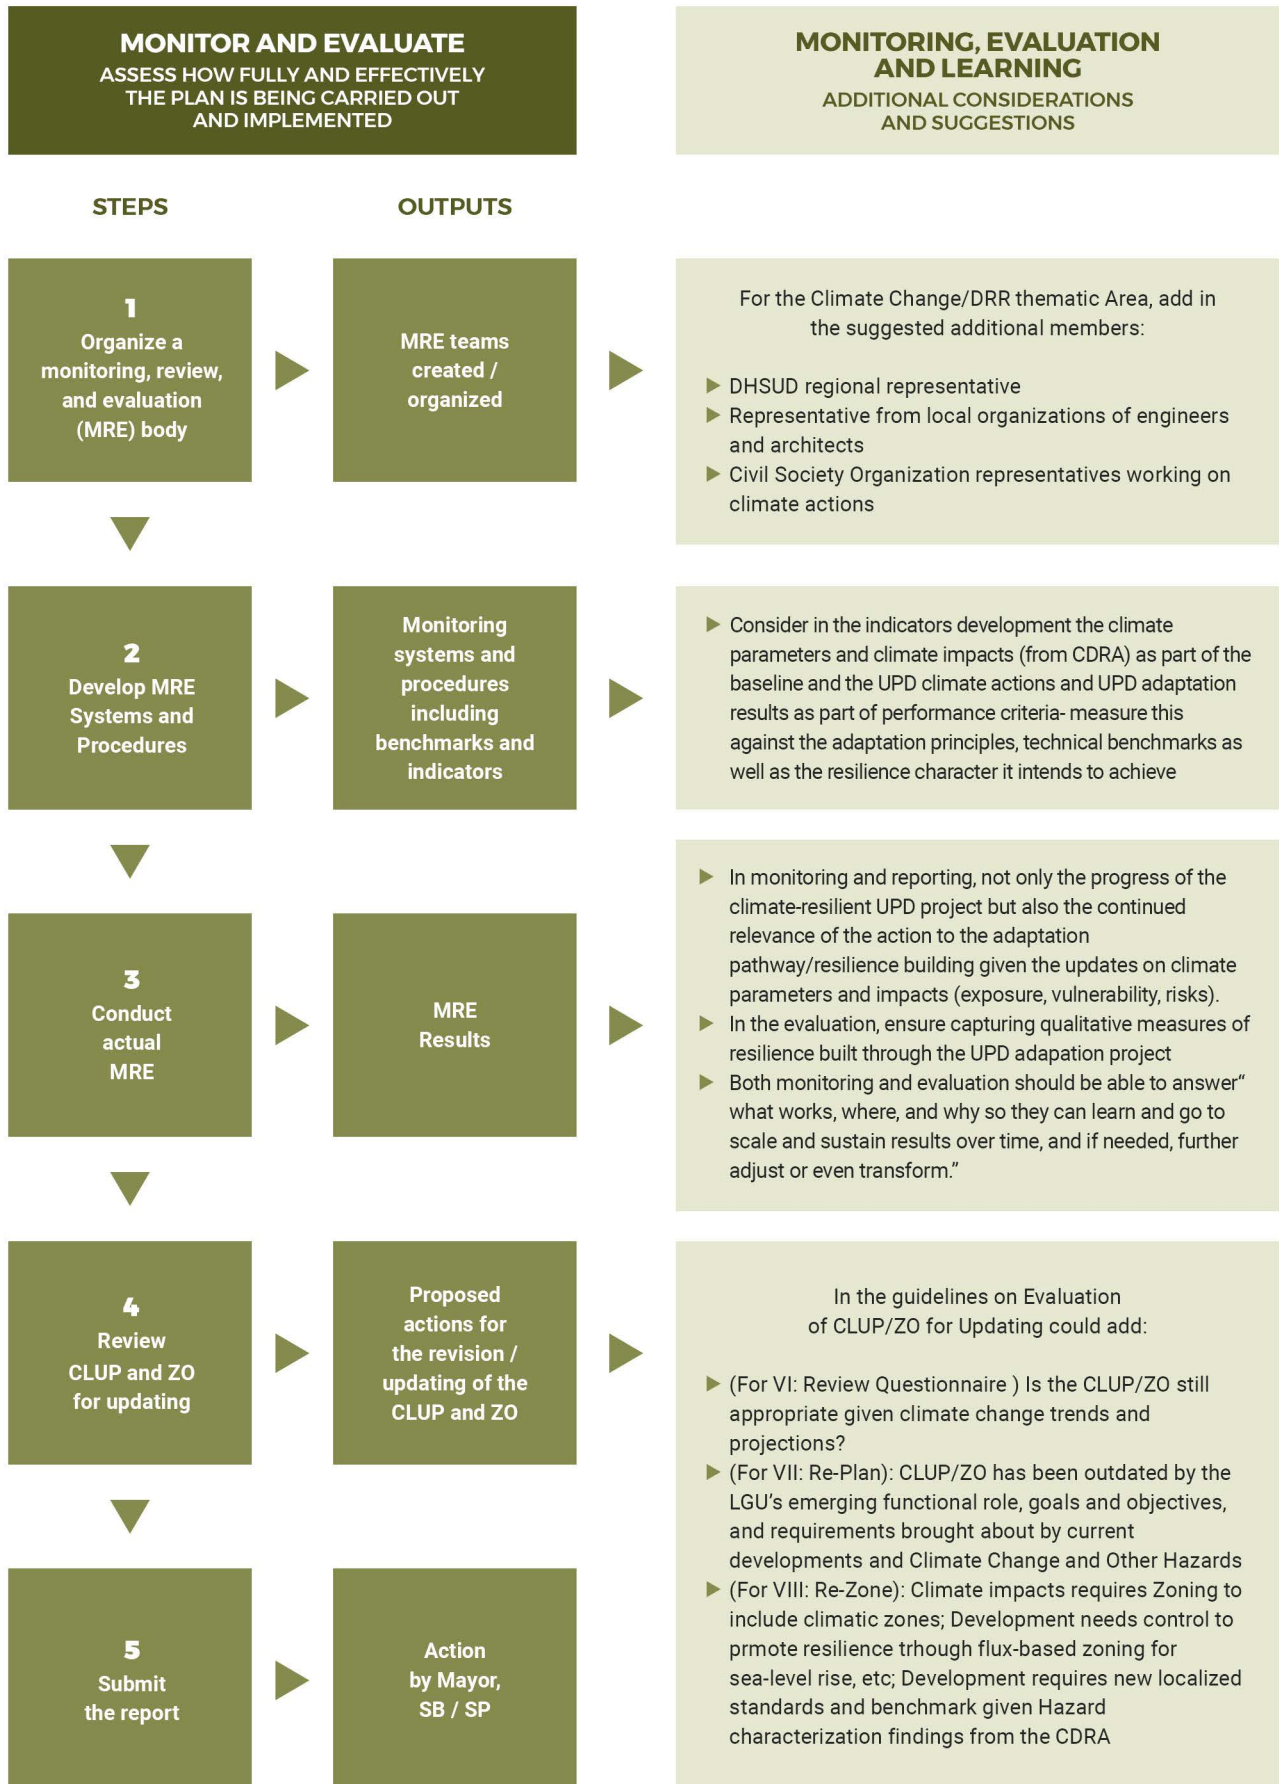 MONITOR AND EVALUATE
ASSESS HOW FULLY AND EFFECTIVELY
THE PLAN IS BEING CARRIED OUT
AND IMPLEMENTED
MONITORING, EVALUATION
AND LEARNING
ADDITIONAL CONSIDERATIONS
AND SUGGESTIONS
STEPS
OUTPUTS
1
Organize a
monitoring, review,
and evaluation
(MRE) body
MRE teams
created /
organized
For the Climate Change/DRR thematic Area, add in
the suggested additional members:
DHSUD regional representative
Representative from local organizations of engineers
and architects
Civil Society Organization representatives working on
climate actions
2
Develop MRE
Systems and
Procedures
Monitoring
systems and
procedures
including
benchmarks and
indicators
Consider in the indicators development the climate
parameters and climate impacts (from CDRA) as part of the
baseline and the UPD climate actions and UPD adaptation
results as part of performance criteria- measure this
against the adaptation principles, technical benchmarks as
well as the resilience character it intends to achieve
3
Conduct
actual
MRE
MRE
Results
In monitoring and reporting, not only the progress of the
climate-resilient UPD project but also the continued
relevance of the action to the adaptation
pathway/resilience building given the updates on climate
parameters and impacts (exposure, vulnerability, risks).
In the evaluation, ensure capturing qualitative measures of
resilience built through the UPD adapation project
Both monitoring and evaluation should be able to answer“
what works, where, and why so they can learn and go to
scale and sustain results over time, and if needed, further
adjust or even transform.”
4
Review
CLUP and ZO
for updating
Proposed
actions for
the revision /
updating of the
CLUP and ZO
In the guidelines on Evaluation
of CLUP/ZO for Updating could add:
(For VI: Review Questionnaire ) Is the CLUP/ZO still
appropriate given climate change trends and
projections?
(For VII: Re-Plan): CLUP/ZO has been outdated by the
LGU’s emerging functional role, goals and objectives,
and requirements brought about by current
developments and Climate Change and Other Hazards
(For VIII: Re-Zone): Climate impacts requires Zoning to
include climatic zones; Development needs control to
prmote resilience trhough flux-based zoning for
sea-level rise, etc; Development requires new localized
standards and benchmark given Hazard
characterization findings from the CDRA
5
Submit
the report
Action
by Mayor,
SB / SP